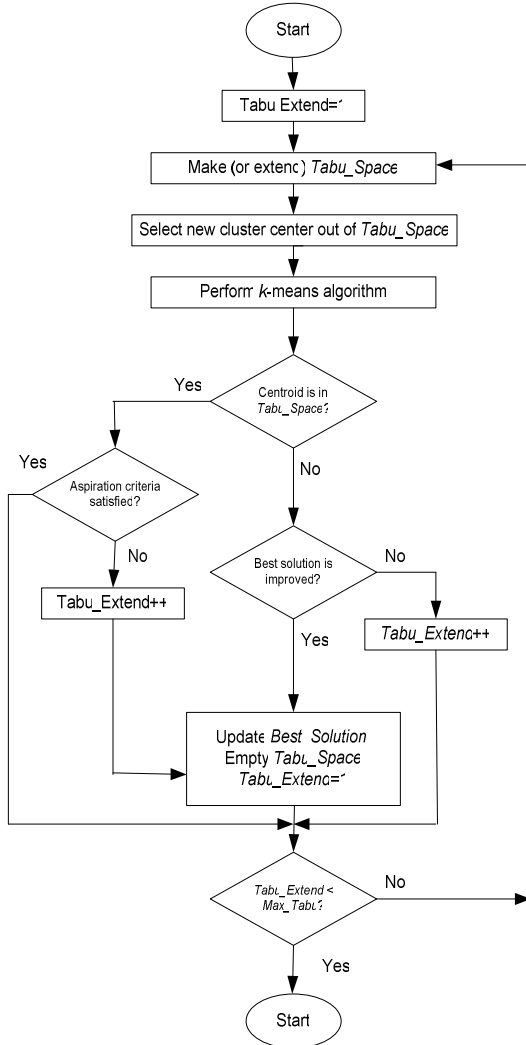 Start
Tabu Extend=1
Make (or extend) Tabu_Space
Select new cluster center out of Tabu_Space
Perform k-means algorithm
Yes
Centroid is in
Tabu_Space?
Yes
No
Aspiration criteria
satisfied?
No
Best solution is
improved?
No
Tabu_Extend++
Yes
Tabu_Extend++
Update Best Solution
Empty Tabu_Space
Tabu_Extend=1
Tabu_Extend <
Max_Tabu?
No
Yes
Start